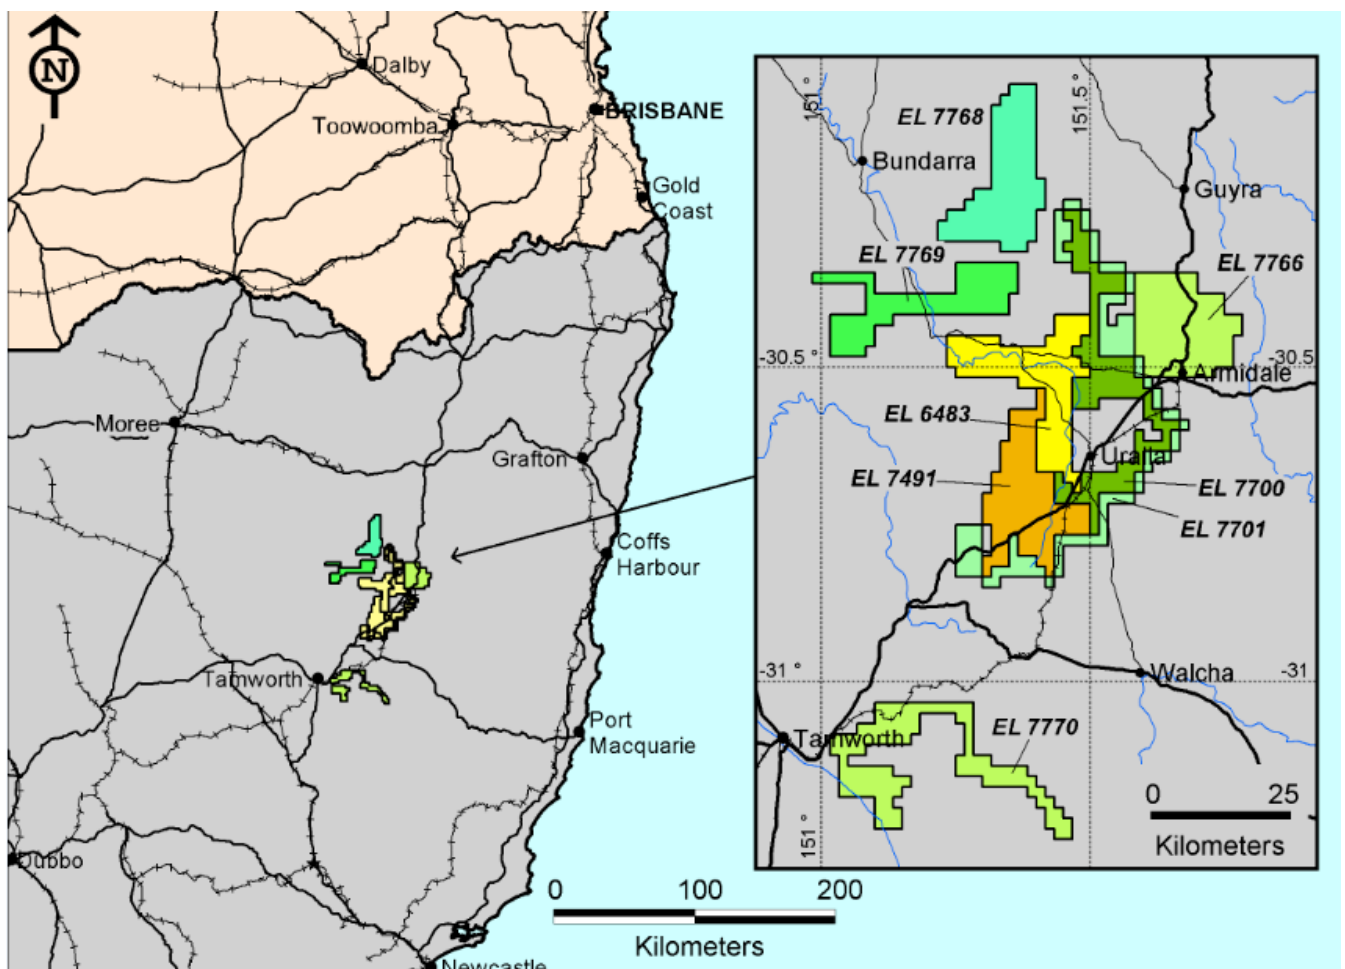 N
Dalby
Toowoomba
BRISBANE
Gold
Coast
Moree
Grafton
Coffs
Harbour
Tamworth
Port
Macquarie
Dubbo
Newcastle
0 100 200
Kilometers
151 °
151.5 °
EL 7768
Bundarra
Guyra
EL 7769
EL 7766
-30.5 °
-30.5
Armidale
EL 6483
Uralla
EL 7491
EL 7700
EL 7701
-31 °
-31
Walcha
EL 7770
Tamworth
0 25
Kilometers
151 °